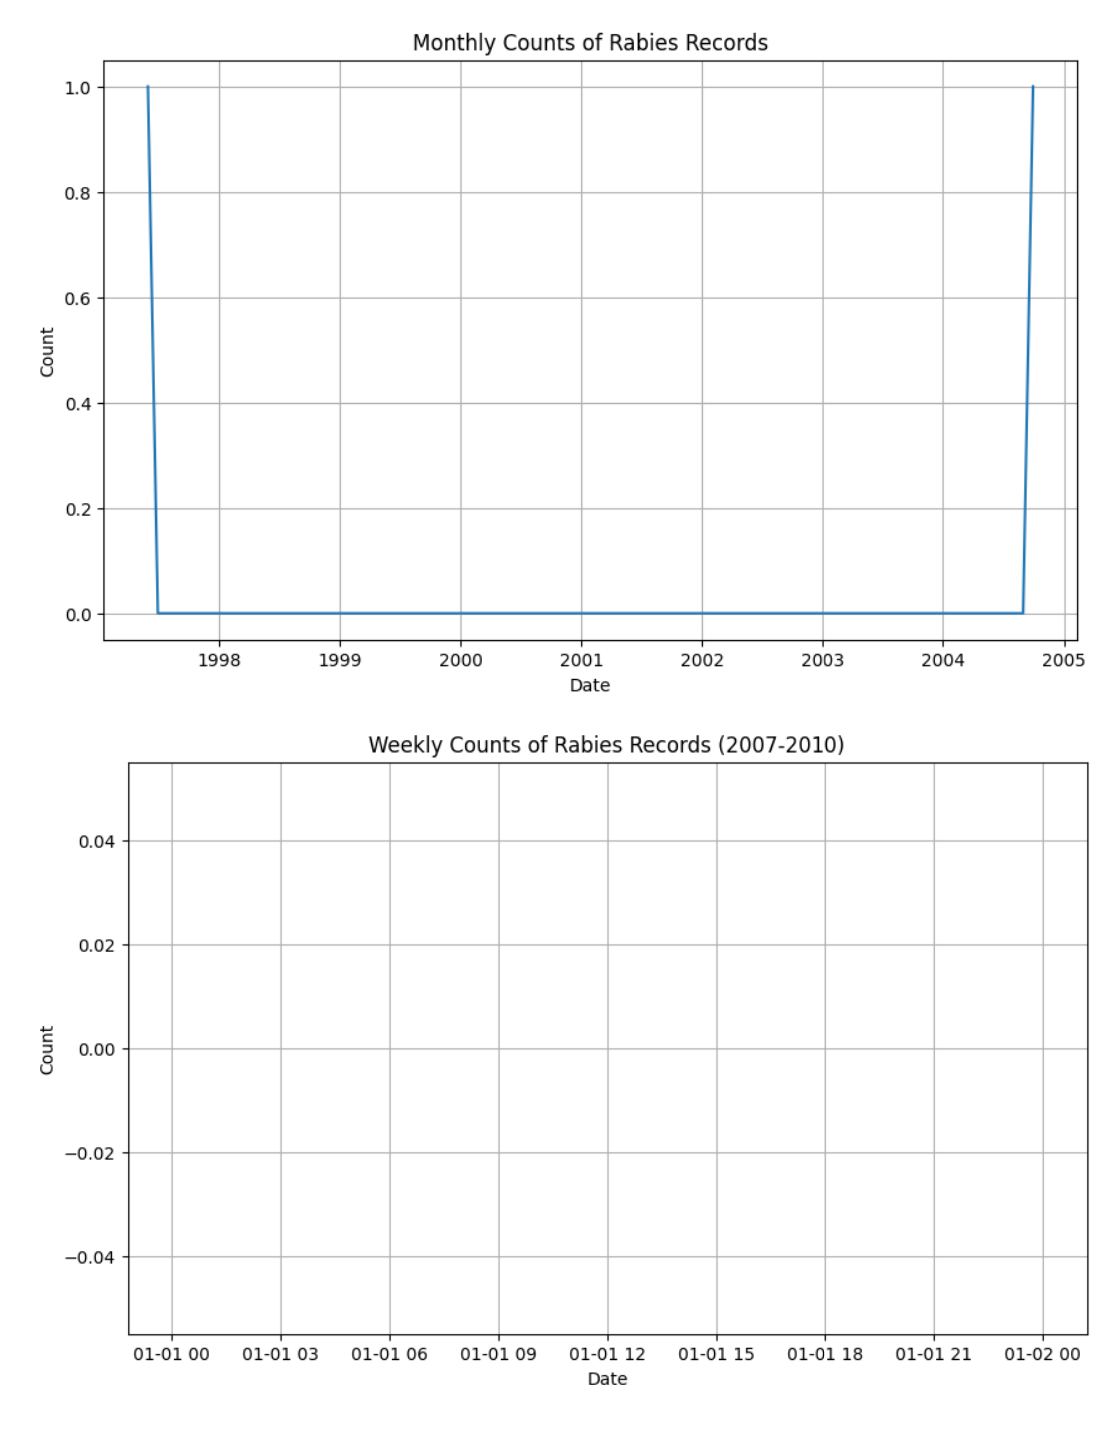 Monthly Counts of Rabies Records
1.0
0.8
0.6
0.4
0.2
0.0
Count
1998 1999 2000 2001 2002 2003 2004 2005
Date
Weekly Counts of Rabies Records (2007-2010)
0.04
0.02
0.00
−0.02
−0.04
Count
01-01 00 01-01 03 01-01 06 01-01 09 01-01 12 01-01 15 01-01 18 01-01 21 01-02 00
Date